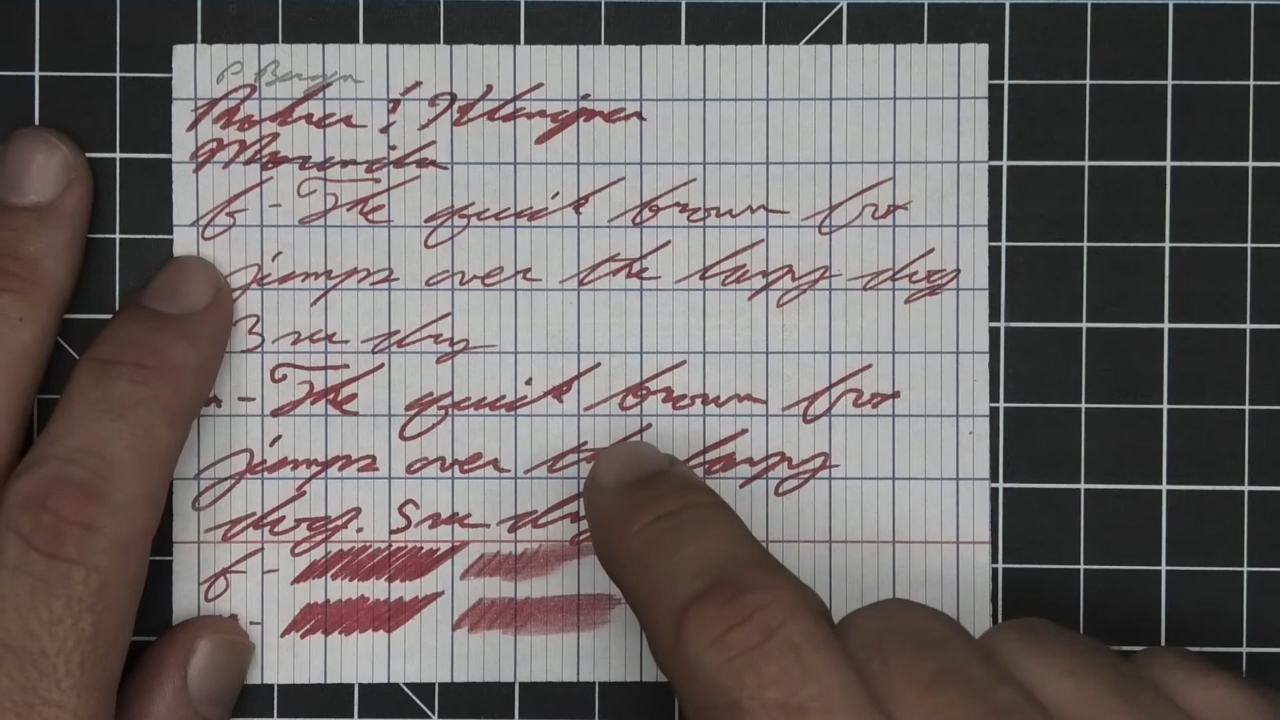 Rohrer & Klingner
Morinda
f - The quick brown fox
jumps over the lazy dog
3 sec dry
- The quick brown fox
jumps over the lazy
dog. 5 sec dry
f -
-